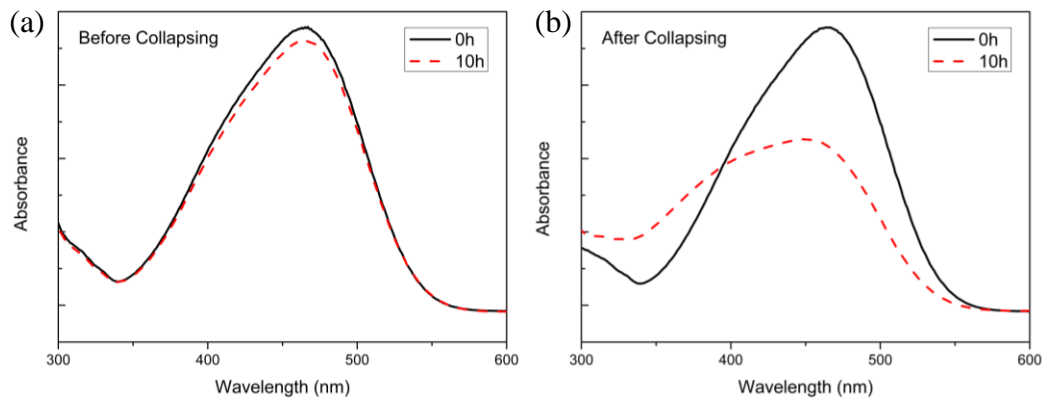 (a)
Before Collapsing
0h
10h
Absorbance
300 400 500 600
Wavelength (nm)
(b)
After Collapsing
0h
10h
Absorbance
300 400 500 600
Wavelength (nm)